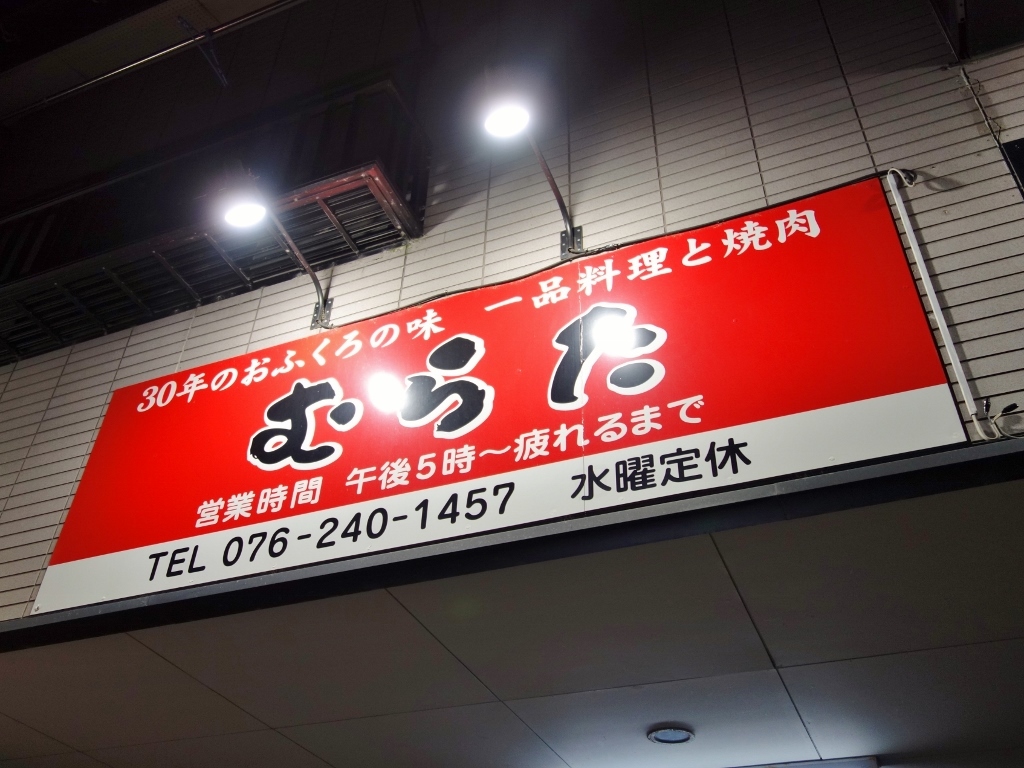 30年のおふくろの味 一品料理と焼肉
むらた
営業時間 午後5時～疲れるまで
TEL 076-240-1457 水曜定休